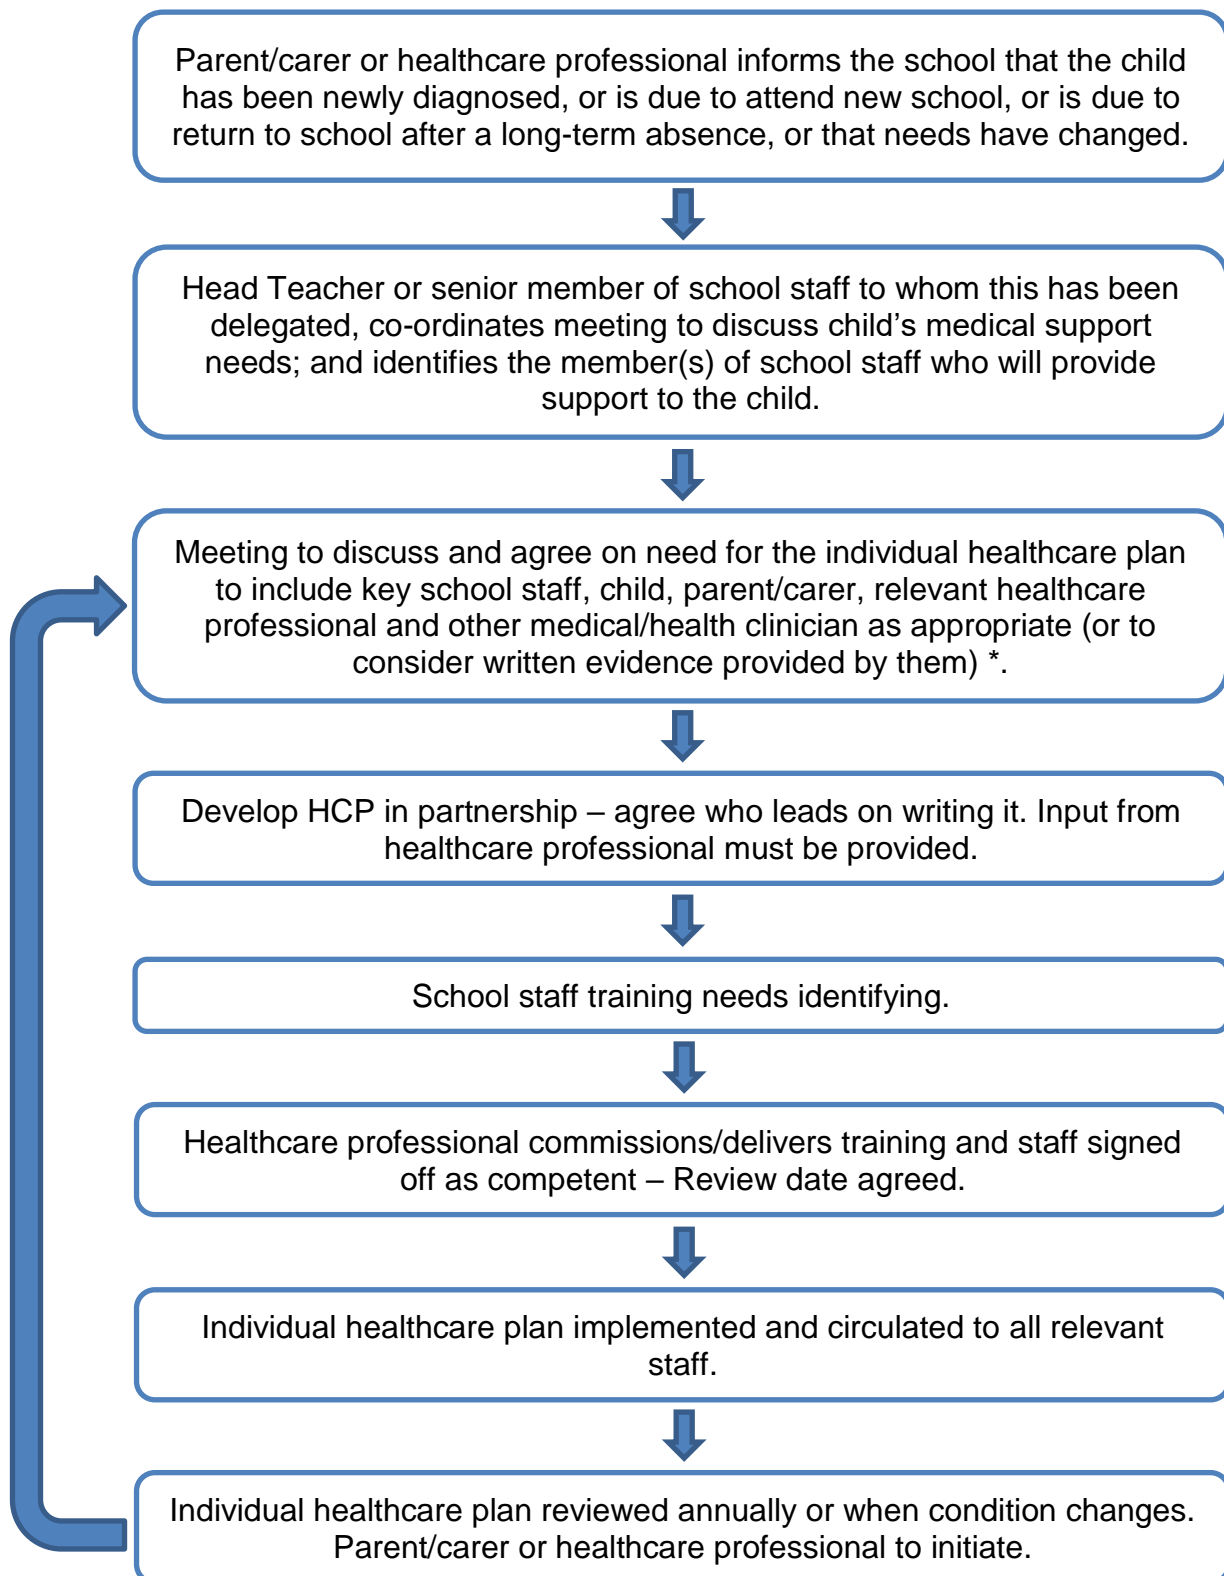 Parent/carer or healthcare professional informs the school that the child
has been newly diagnosed, or is due to attend new school, or is due to
return to school after a long-term absence, or that needs have changed.
Head Teacher or senior member of school staff to whom this has been
delegated, co-ordinates meeting to discuss child’s medical support
needs; and identifies the member(s) of school staff who will provide
support to the child.
Meeting to discuss and agree on need for the individual healthcare plan
to include key school staff, child, parent/carer, relevant healthcare
professional and other medical/health clinician as appropriate (or to
consider written evidence provided by them) *.
Develop HCP in partnership – agree who leads on writing it. Input from
healthcare professional must be provided.
School staff training needs identifying.
Healthcare professional commissions/delivers training and staff signed
off as competent – Review date agreed.
Individual healthcare plan implemented and circulated to all relevant
staff.
Individual healthcare plan reviewed annually or when condition changes.
Parent/carer or healthcare professional to initiate.